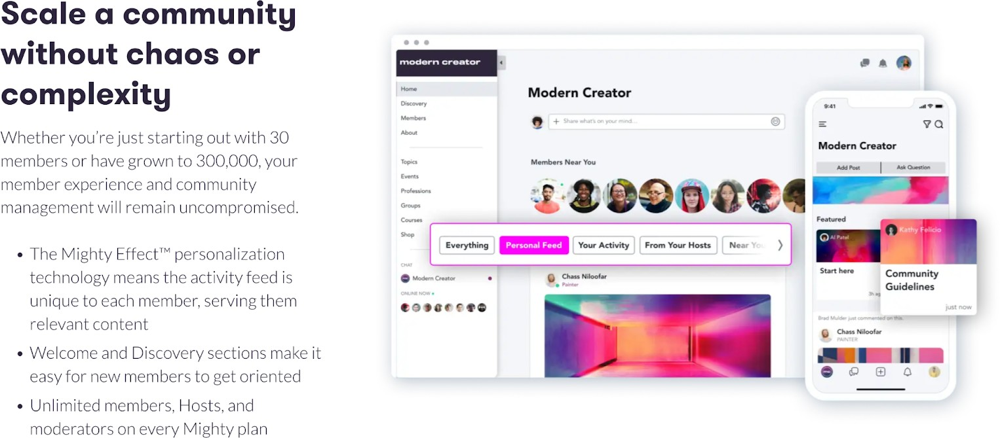 Scale a community
without chaos or
complexity
Whether you’re just starting out with 30
members or have grown to 300,000, your
member experience and community
management will remain uncompromised.
• The Mighty Effect™ personalization
technology means the activity feed is
unique to each member, serving them
relevant content
• Welcome and Discovery sections make it
easy for new members to get oriented
• Unlimited members, Hosts, and
moderators on every Mighty plan
modern creator
Home
Discovery
Members
About
Topics
Events
Professions
Groups
Courses
Shop
CHAT
Modern Creator
ONLINE NOW
Modern Creator
Share what's on your mind...
Members Near You
Everything
Personal Feed
Your Activity
From Your Hosts
Near You
Chass Niloofar
Painter
9:41
Modern Creator
Add Post
Ask Question
Featured
Al Patel
Start here
3h
Kathy Felicio
Community
Guidelines
just now
Brad Mulder just commented on this.
Chass Niloofar
PAINTER